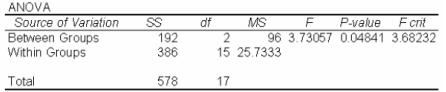 ANOVA
Source of Variation SS df MS F P-value F crit
Between Groups 192 2 96 3.73057 0.04841 3.68232
Within Groups 386 15 25.7333
Total 578 17